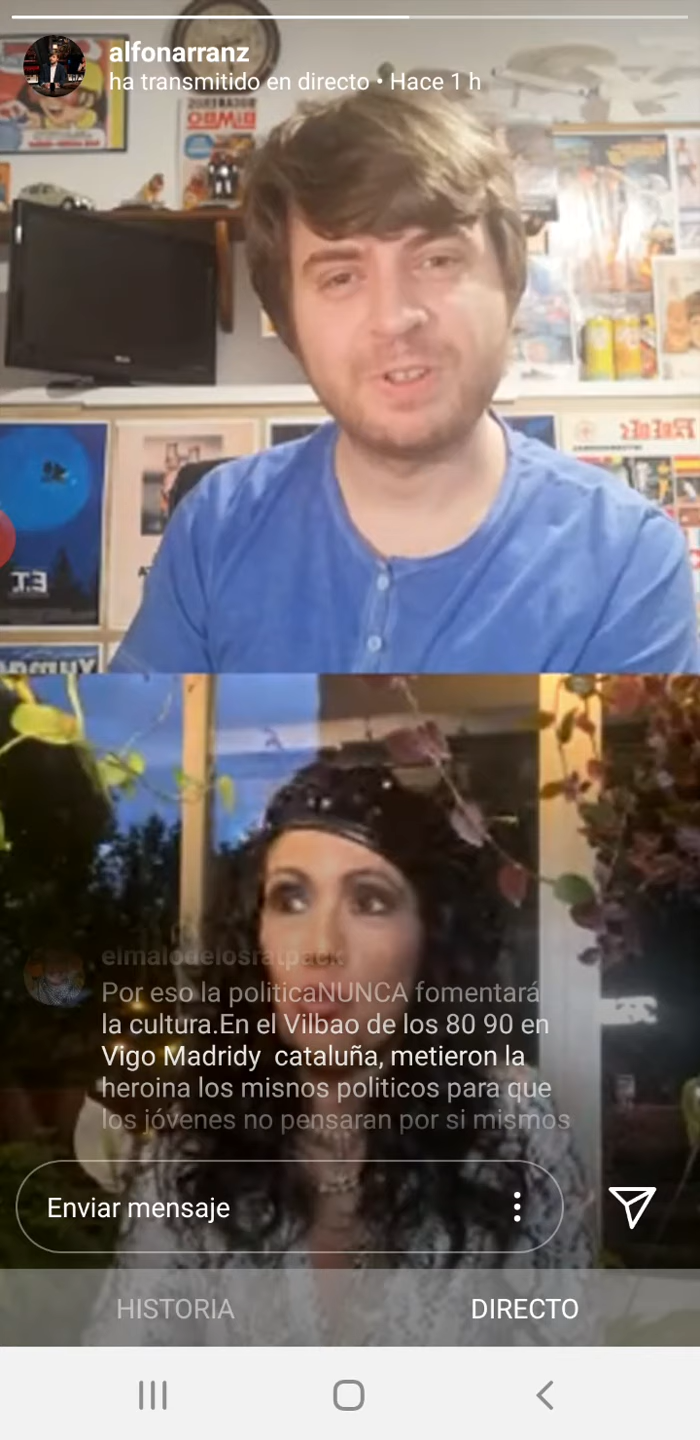 alfonarranz
ha transmitido en directo • Hace 1 h
BIMBO
E.T.
elmalodelosratpack
Por eso la politicaNUNCA fomentará
la cultura.En el Vilbao de los 80 90 en
Vigo Madridy cataluña, metieron la
heroina los misnos politicos para que
los jóvenes no pensaran por si mismos
Enviar mensaje
HISTORIA
DIRECTO